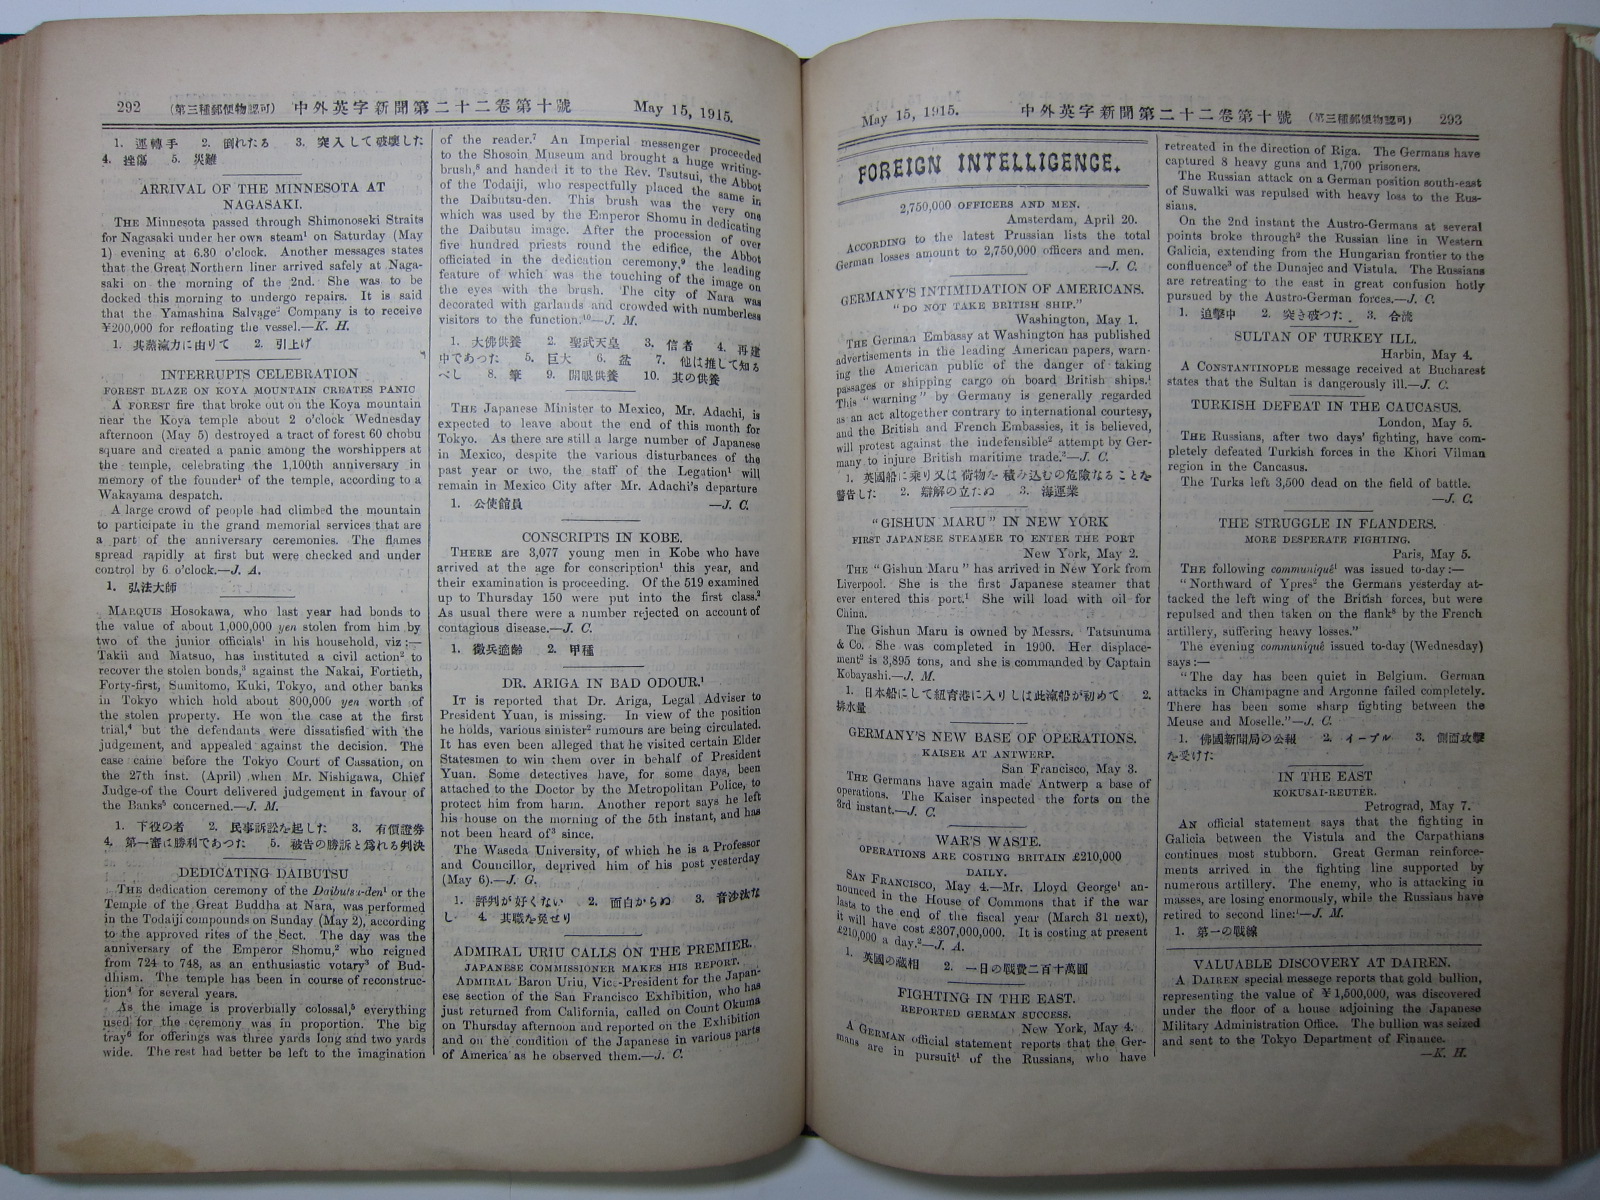 292 (第三種郵便物認可) 中外英字新聞第二十二卷第十號 May 15, 1915.
1. 運轉手 2. 倒れたる 3. 突入して破壞した
4. 挫傷 5. 災難
ARRIVAL OF THE MINNESOTA AT
NAGASAKI.
THE Minnesota passed through Shimonoseki Straits
for Nagasaki under her own steam¹ on Saturday (May
1) evening at 6.30 o'clock. Another messages states
that the Great Northern liner arrived safely at Naga-
saki on the morning of the 2nd. She was to be
docked this morning to undergo repairs. It is said
that the Yamashina Salvage² Company is to receive
¥200,000 for refloating the vessel.—K. H.
1. 其蒸滊力に由りて 2. 引上げ
INTERRUPTS CELEBRATION
FOREST BLAZE ON KOYA MOUNTAIN CREATES PANIC
A FOREST fire that broke out on the Koya mountain
near the Koya temple about 2 o'clock Wednesday
afternoon (May 5) destroyed a tract of forest 60 chobu
square and created a panic among the worshippers at
the temple, celebrating the 1,100th anniversary in
memory of the founder¹ of the temple, according to a
Wakayama despatch.
A large crowd of people had climbed the mountain
to participate in the grand memorial services that are
a part of the anniversary ceremonies. The flames
spread rapidly at first but were checked and under
control by 6 o'clock.—J. A.
1. 弘法大師
MARQUIS Hosokawa, who last year had bonds to
the value of about 1,000,000 yen stolen from him by
two of the junior officials¹ in his household, viz:—
Takii and Matsuo, has instituted a civil action² to
recover the stolen bonds,³ against the Nakai, Fortieth,
Forty-first, Sumitomo, Kuki, Tokyo, and other banks
in Tokyo which hold about 800,000 yen worth of
the stolen property. He won the case at the first
trial,⁴ but the defendants were dissatisfied with the
judgement, and appealed against the decision. The
case came before the Tokyo Court of Cassation, on
the 27th inst. (April) when Mr. Nishigawa, Chief
Judge of the Court delivered judgement in favour of
the Banks⁵ concerned.—J. M.
1. 下役の者 2. 民事訴訟を起した 3. 有價證券
4. 第一審に勝利であつた 5. 被告の勝訴と爲れる判決
DEDICATING DAIBUTSU
THE dedication ceremony of the Daibutsu-den¹ or the
Temple of the Great Buddha at Nara, was performed
in the Todaiji compounds on Sunday (May 2), according
to the approved rites of the Sect. The day was the
anniversary of the Emperor Shomu,² who reigned
from 724 to 748, as an enthusiastic votary³ of Bud-
dhism. The temple has been in course of reconstruc-
tion⁴ for several years.
As the image is proverbially colossal,⁵ everything
used for the ceremony was in proportion. The big
tray⁶ for offerings was three yards long and two yards
wide. The rest had better be left to the imagination
of the reader.⁷ An Imperial messenger proceeded
to the Shosoin Museum and brought a huge writing-
brush,⁸ and handed it to the Rev. Tsutsui, the Abbot
of the Todaiji, who respectfully placed the same in
the Daibutsu-den. This brush was the very one
which was used by the Emperor Shomu in dedicating
the Daibutsu image. After the procession of over
five hundred priests round the edifice, the Abbot
officiated in the dedication ceremony,⁹ the leading
feature of which was the touching of the image on
the eyes with the brush. The city of Nara was
decorated with garlands and crowded with numberless
visitors to the function.¹⁰—J. M.
1. 大佛供養 2. 聖武天皇 3. 信者 4. 再建
中であつた 5. 巨大 6. 盆 7. 他は推して知る
べし 8. 筆 9. 開眼供養 10. 其の供養
THE Japanese Minister to Mexico, Mr. Adachi, is
expected to leave about the end of this month for
Tokyo. As there are still a large number of Japanese
in Mexico, despite the various disturbances of the
past year or two, the staff of the Legation¹ will
remain in Mexico City after Mr. Adachi's departure
1. 公使館員 —J. C.
CONSCRIPTS IN KOBE.
THERE are 3,077 young men in Kobe who have
arrived at the age for conscription¹ this year, and
their examination is proceeding. Of the 519 examined
up to Thursday 150 were put into the first class.²
As usual there were a number rejected on account of
contagious disease.—J. C.
1. 徵兵適齡 2. 甲種
DR. ARIGA IN BAD ODOUR.¹
IT is reported that Dr. Ariga, Legal Adviser to
President Yuan, is missing. In view of the position
he holds, various sinister² rumours are being circulated.
It has even been alleged that he visited certain Elder
Statesmen to win them over in behalf of President
Yuan. Some detectives have, for some days, been
attached to the Doctor by the Metropolitan Police, to
protect him from harm. Another report says he left
his house on the morning of the 5th instant, and has
not been heard of³ since.
The Waseda University, of which he is a Professor
and Councillor, deprived him of his post yesterday
(May 6).—J. G.
1. 評判が好くない 2. 面白からぬ 3. 音沙汰な
し 4. 其職を免せり
ADMIRAL URIU CALLS ON THE PREMIER.
JAPANESE COMMISSIONER MAKES HIS REPORT.
ADMIRAL Baron Uriu, Vic.-President for the Japan-
ese section of the San Francisco Exhibition, who has
just returned from California, called on Count Okuma
on Thursday afternoon and reported on the Exhibition
and on the condition of the Japanese in various parts
of America as he observed them.—J. C.
May 15, 1915. 中外英字新聞第二十二卷第十號 (第三種郵便物認可) 293
FOREIGN INTELLIGENCE.
2,750,000 OFFICERS AND MEN.
Amsterdam, April 20.
ACCORDING to the latest Prussian lists the total
German losses amount to 2,750,000 officers and men.
—J. C.
GERMANY'S INTIMIDATION OF AMERICANS.
"DO NOT TAKE BRITISH SHIP."
Washington, May 1.
THE German Embassy at Washington has published
advertisements in the leading American papers, warn-
ing the American public of the danger of taking
passages or shipping cargo on board British ships.¹
This "warning" by Germany is generally regarded
as an act altogether contrary to international courtesy,
and the British and French Embassies, it is believed,
will protest against the indefensible² attempt by Ger-
many to injure British maritime trade.³—J. C.
1. 英國船に乘り又は荷物を積み込むの危險なることを
警告した 2. 辯解の立たぬ 3. 海運業
"GISHUN MARU" IN NEW YORK
FIRST JAPANESE STEAMER TO ENTER THE PORT
New York, May 2.
THE "Gishun Maru" has arrived in New York from
Liverpool. She is the first Japanese steamer that
ever entered this port.¹ She will load with oil for
China.
The Gishun Maru is owned by Messrs. Tatsunuma
& Co. She was completed in 1900. Her displace-
ment² is 3,895 tons, and she is commanded by Captain
Kobayashi.—J. M.
1. 日本船にして紐育港に入りしは此滊船が初めて 2.
排水量
GERMANY'S NEW BASE OF OPERATIONS.
KAISER AT ANTWERP.
San Francisco, May 3.
THE Germans have again made Antwerp a base of
operations. The Kaiser inspected the forts on the
3rd instant.—J. C.
WAR'S WASTE.
OPERATIONS ARE COSTING BRITAIN £210,000
DAILY.
SAN FRANCISCO, May 4.—Mr. Lloyd George¹ an-
nounced in the House of Commons that if the war
lasts to the end of the fiscal year (March 31 next),
it will have cost £307,000,000. It is costing at present
£210,000 a day.²—J. A.
1. 英國の藏相 2. 一日の戰費二百十萬圓
FIGHTING IN THE EAST.
REPORTED GERMAN SUCCESS.
New York, May 4.
A GERMAN official statement reports that the Ger-
mans are in pursuit¹ of the Russians, who have
retreated in the direction of Riga. The Germans have
captured 8 heavy guns and 1,700 prisoners.
The Russian attack on a German position south-east
of Suwalki was repulsed with heavy loss to the Rus-
sians.
On the 2nd instant the Austro-Germans at several
points broke through² the Russian line in Western
Galicia, extending from the Hungarian frontier to the
confluence³ of the Dunajec and Vistula. The Russians
are retreating to the east in great confusion hotly
pursued by the Austro-German forces.—J. C.
1. 追擊中 2. 突き破つた 3. 合流
SULTAN OF TURKEY ILL.
Harbin, May 4.
A CONSTANTINOPLE message received at Bucharest
states that the Sultan is dangerously ill.—J. C.
TURKISH DEFEAT IN THE CAUCASUS.
London, May 5.
THE Russians, after two days' fighting, have com-
pletely defeated Turkish forces in the Khori Vilman
region in the Cancasus.
The Turks left 3,500 dead on the field of battle.
—J. C.
THE STRUGGLE IN FLANDERS.
MORE DESPERATE FIGHTING.
Paris, May 5.
THE following communiqué¹ was issued to-day:—
"Northward of Ypres² the Germans yesterday at-
tacked the left wing of the British forces, but were
repulsed and then taken on the flank³ by the French
artillery, suffering heavy losses."
The evening communiqué issued to-day (Wednesday)
says:—
"The day has been quiet in Belgium. German
attacks in Champagne and Argonne failed completely.
There has been some sharp fighting between the
Meuse and Moselle."—J. C.
1. 佛國新聞局の公報 2. イープル 3. 側面攻擊
を受けた
IN THE EAST
KOKUSAI-REUTER.
Petrograd, May 7.
AN official statement says that the fighting in
Galicia between the Vistula and the Carpathians
continues most stubborn. Great German reinforce-
ments arrived in the fighting line supported by
numerous artillery. The enemy, who is attacking in
masses, are losing enormously, while the Russians have
retired to second line.¹—J. M.
1. 第一の戰線
VALUABLE DISCOVERY AT DAIREN.
A DAIREN special messege reports that gold bullion,
representing the value of ¥1,500,000, was discovered
under the floor of a house adjoining the Japanese
Military Administration Office. The bullion was seized
and sent to the Tokyo Department of Finance.
—K. H.